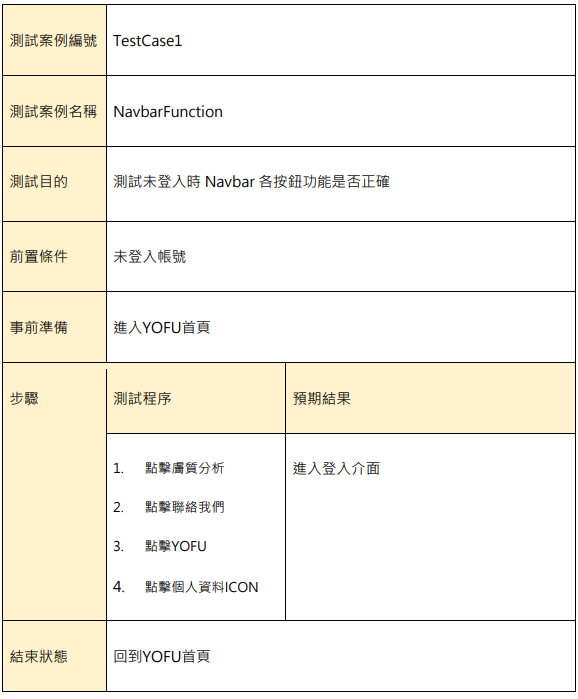 測試案例編號 TestCase1
測試案例名稱 NavbarFunction
測試目的 測試未登入時 Navbar 各按鈕功能是否正確
前置條件 未登入帳號
事前準備 進入YOFU首頁
步驟 測試程序 預期結果
1. 點擊膚質分析 進入登入介面
2. 點擊聯絡我們
3. 點擊YOFU
4. 點擊個人資料ICON
結束狀態 回到YOFU首頁